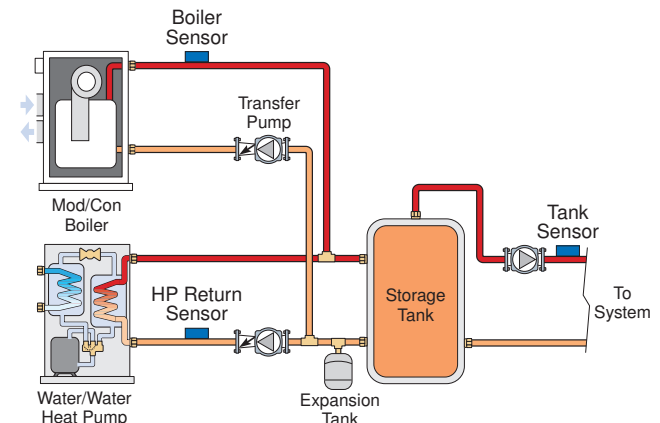 Boiler
Sensor
Transfer
Pump
Mod/Con
Boiler
Tank
Sensor
HP Return
Sensor
Storage
Tank
To
System
Water/Water
Heat Pump
Expansion
Tank